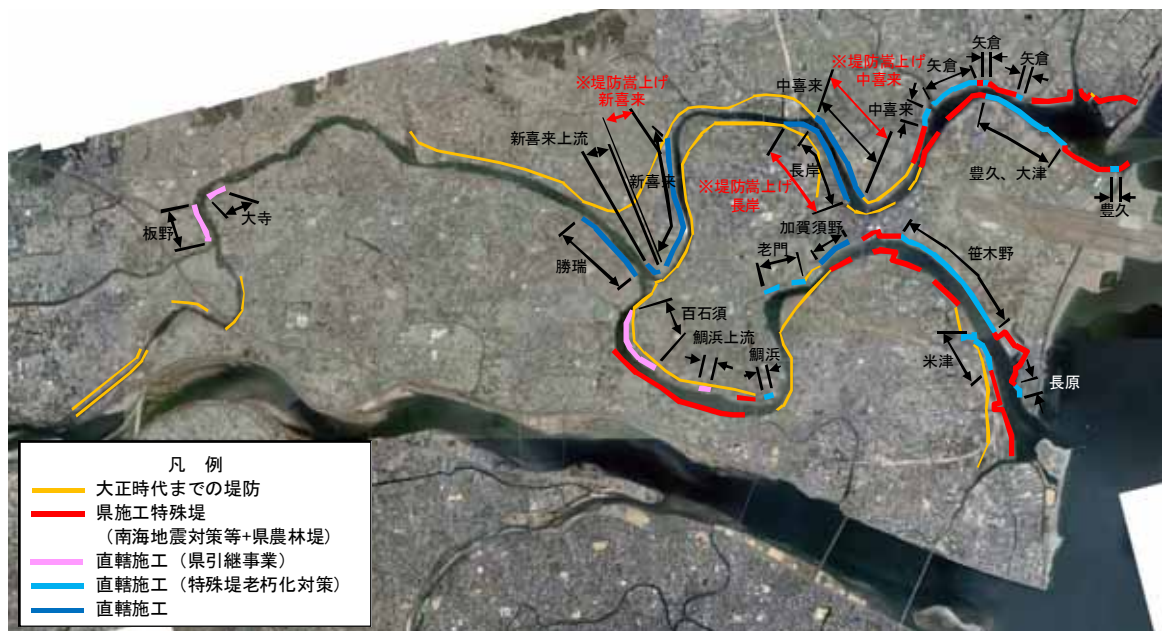 矢倉
矢倉
※堤防嵩上げ
中喜来
矢倉
中喜来
※堤防嵩上げ
新喜来
中喜来
新喜来上流
新喜来
長岸
※堤防嵩上げ
長岸
豊久、大津
豊久
大寺
板野
加賀須野
老門
笹木野
勝瑞
百石須
鯛浜上流
鯛浜
米津
長原
凡 例
大正時代までの堤防
県施工特殊堤
（南海地震対策等+県農林堤）
直轄施工（県引継事業）
直轄施工（特殊堤老朽化対策）
直轄施工